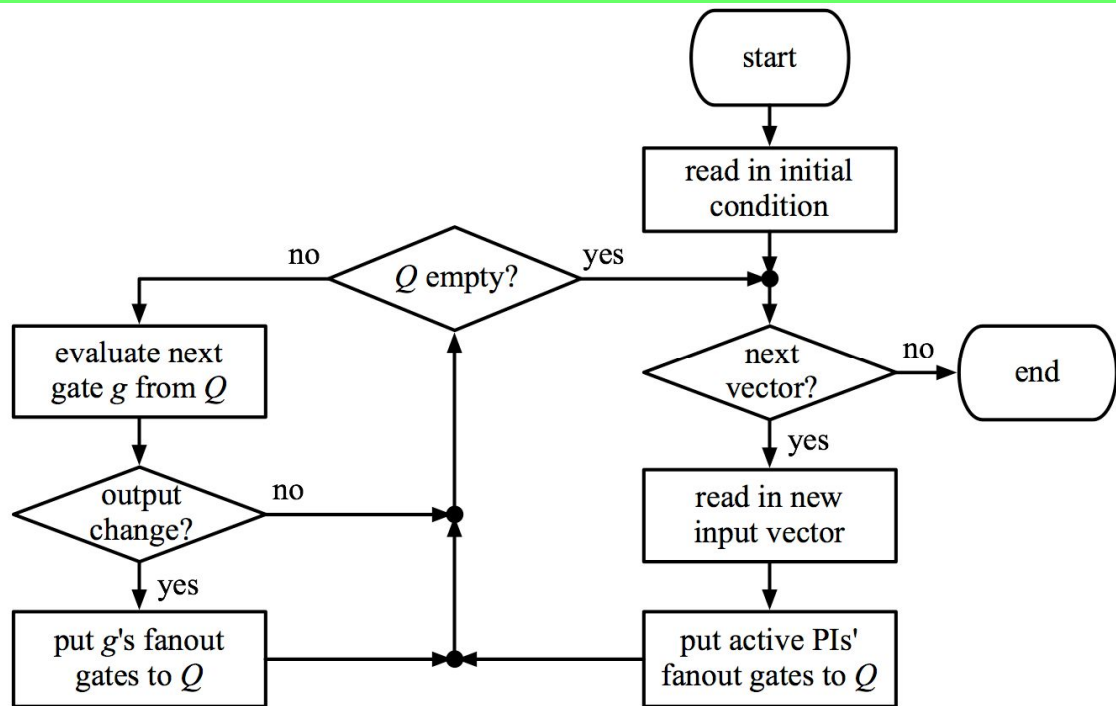 start
read in initial
condition
no
Q empty?
yes
evaluate next
gate g from Q
next
vector?
no
end
yes
output
change?
no
read in new
input vector
yes
put g's fanout
gates to Q
put active PIs'
fanout gates to Q